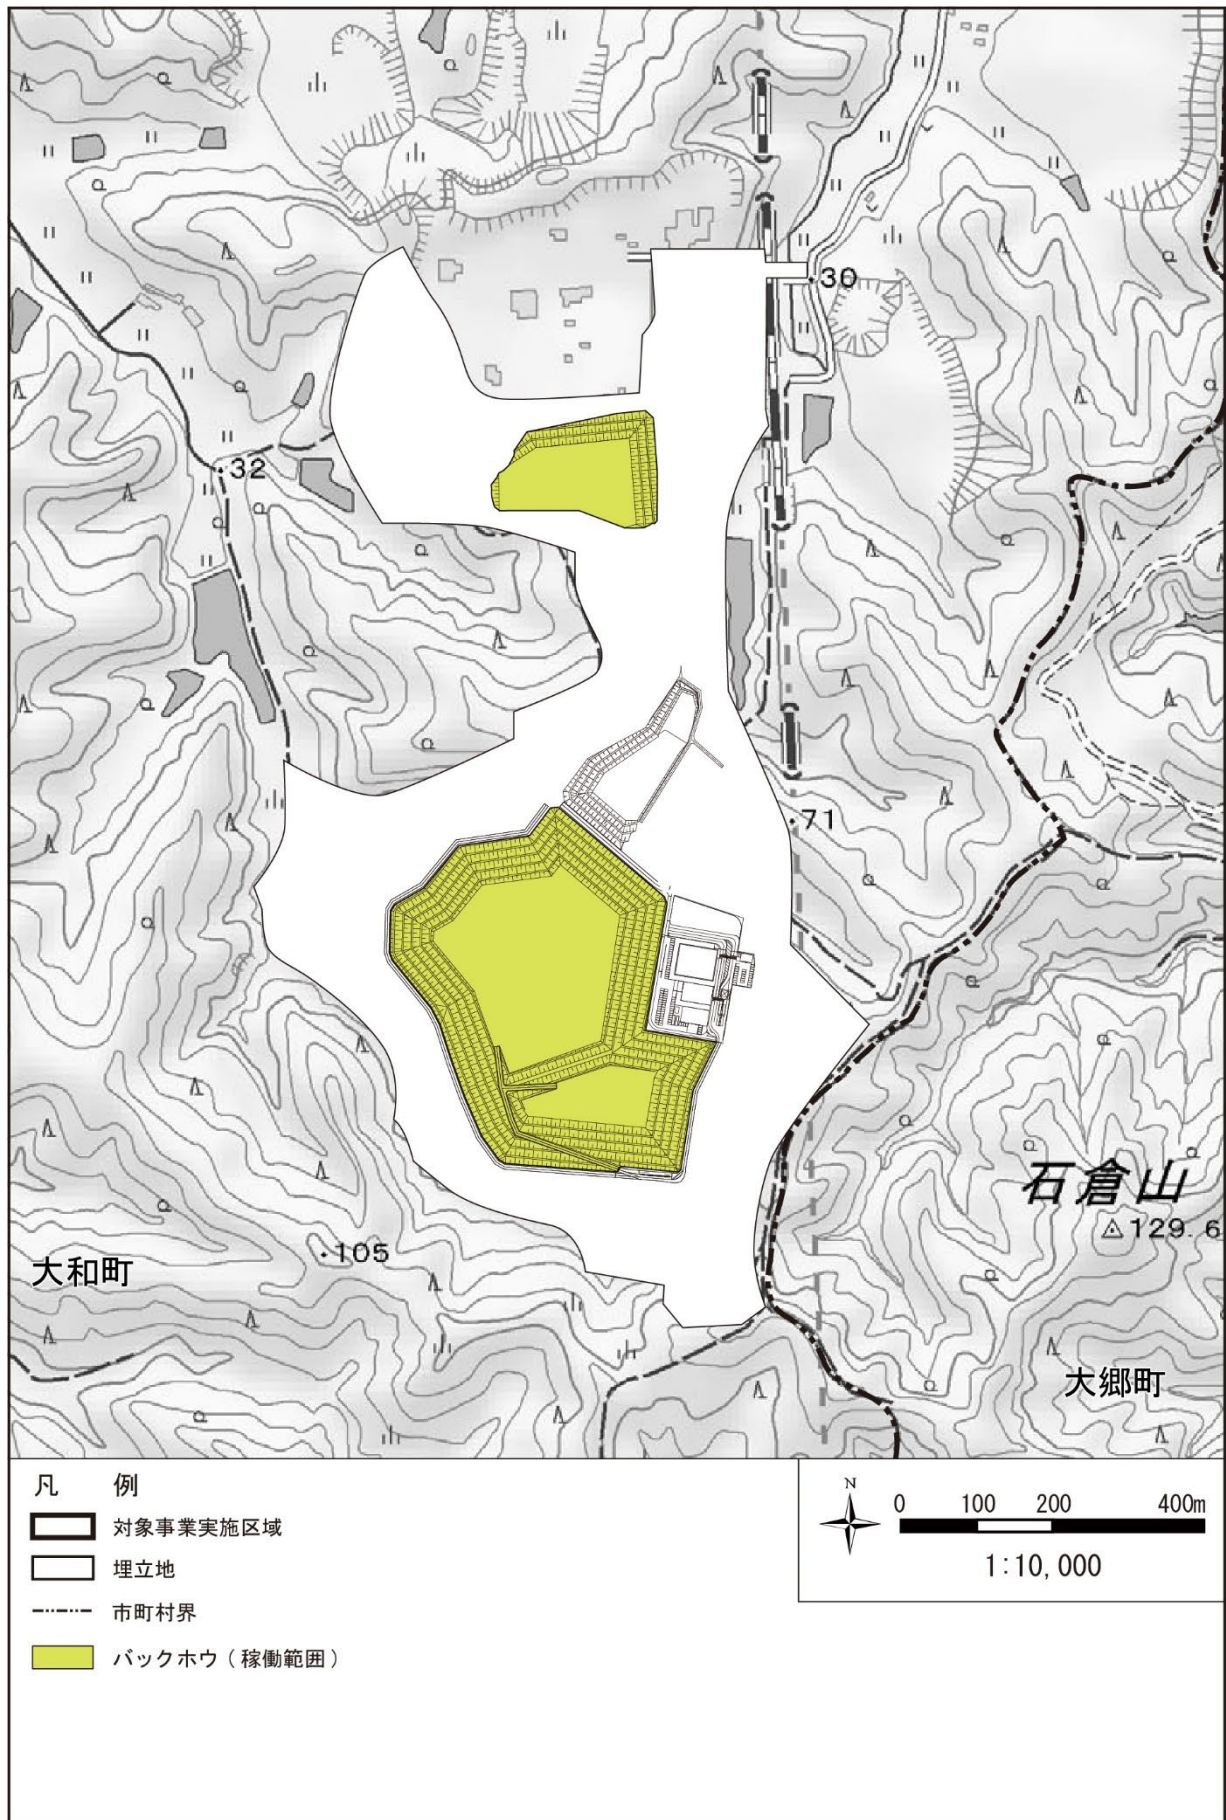 30
32
71
石倉山
129.6
105
大和町
大郷町
凡 例
対象事業実施区域
埋立地
市町村界
バックホウ（稼働範囲）
N
0 100 200 400m
1:10,000